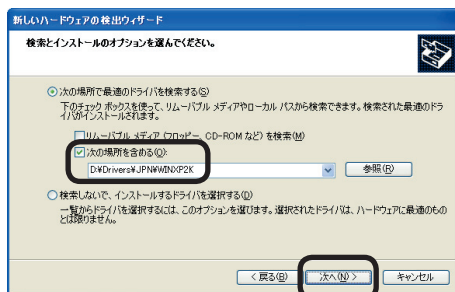 新しいハードウェアの検出ウィザード
検索とインストールのオプションを選んでください。
次の場所で最適のドライバを検索する(S)
下のチェック ボックスを使って、リムーバブル メディアやローカル パスから検索できます。検索された最適のドラ
イバがインストールされます。
リムーバブル メディア (フロッピー、CD-ROM など) を検索(M)
次の場所を含める(O):
D:¥Drivers¥JPN¥WINXP2K
参照(R)
検索しないで、インストールするドライバを選択する(D)
一覧からドライバを選択するには、このオプションを選びます。選択されたドライバは、ハードウェアに最適のもの
とは限りません。
< 戻る(B)
次へ(N) >
キャンセル